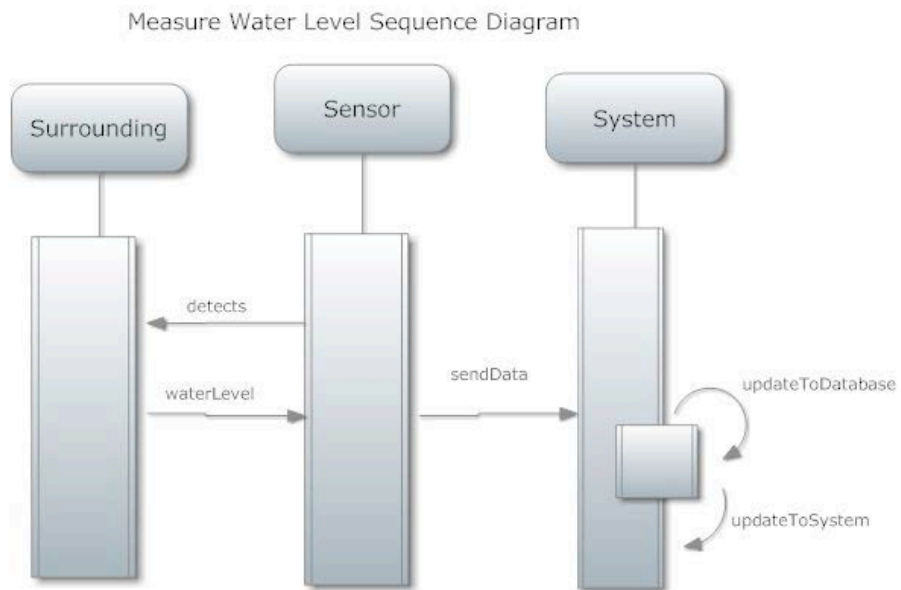 Measure Water Level Sequence Diagram
Surrounding
Sensor
System
detects
waterLevel
sendData
updateToDatabase
updateToSystem